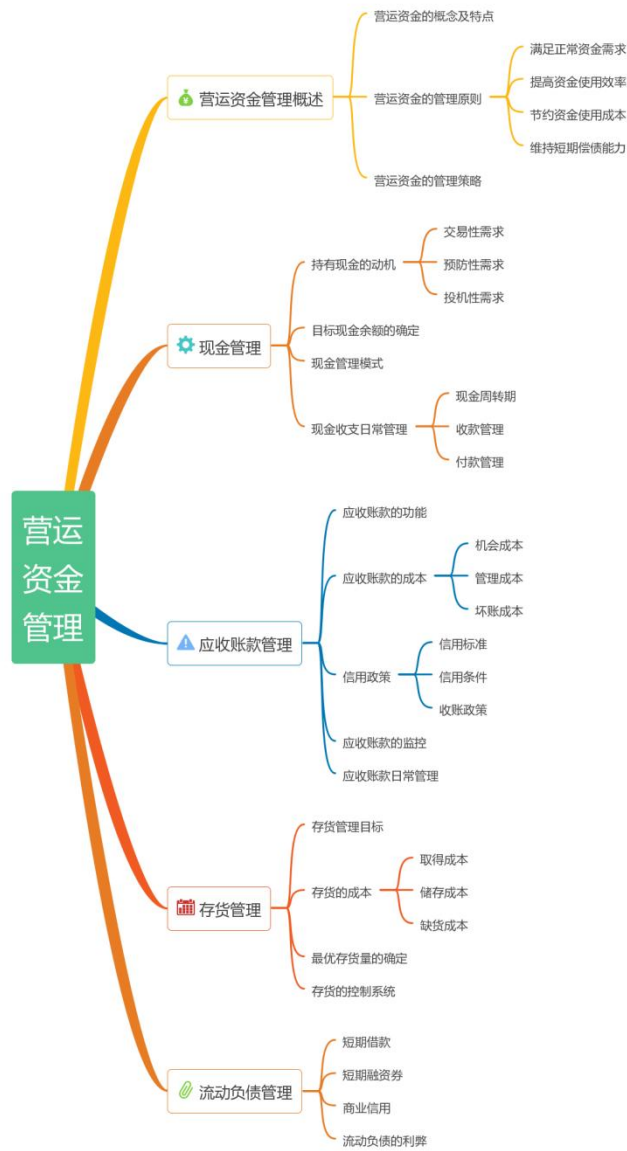 营运
资金
管理
营运资金管理概述
营运资金的概念及特点
营运资金的管理原则
满足正常资金需求
提高资金使用效率
节约资金使用成本
维持短期偿债能力
营运资金的管理策略
现金管理
持有现金的动机
交易性需求
预防性需求
投机性需求
目标现金余额的确定
现金管理模式
现金收支日常管理
现金周转期
收款管理
付款管理
应收账款管理
应收账款的功能
应收账款的成本
机会成本
管理成本
坏账成本
信用政策
信用标准
信用条件
收账政策
应收账款的监控
应收账款日常管理
存货管理
存货管理目标
存货的成本
取得成本
储存成本
缺货成本
最优存货量的确定
存货的控制系统
流动负债管理
短期借款
短期融资券
商业信用
流动负债的利弊